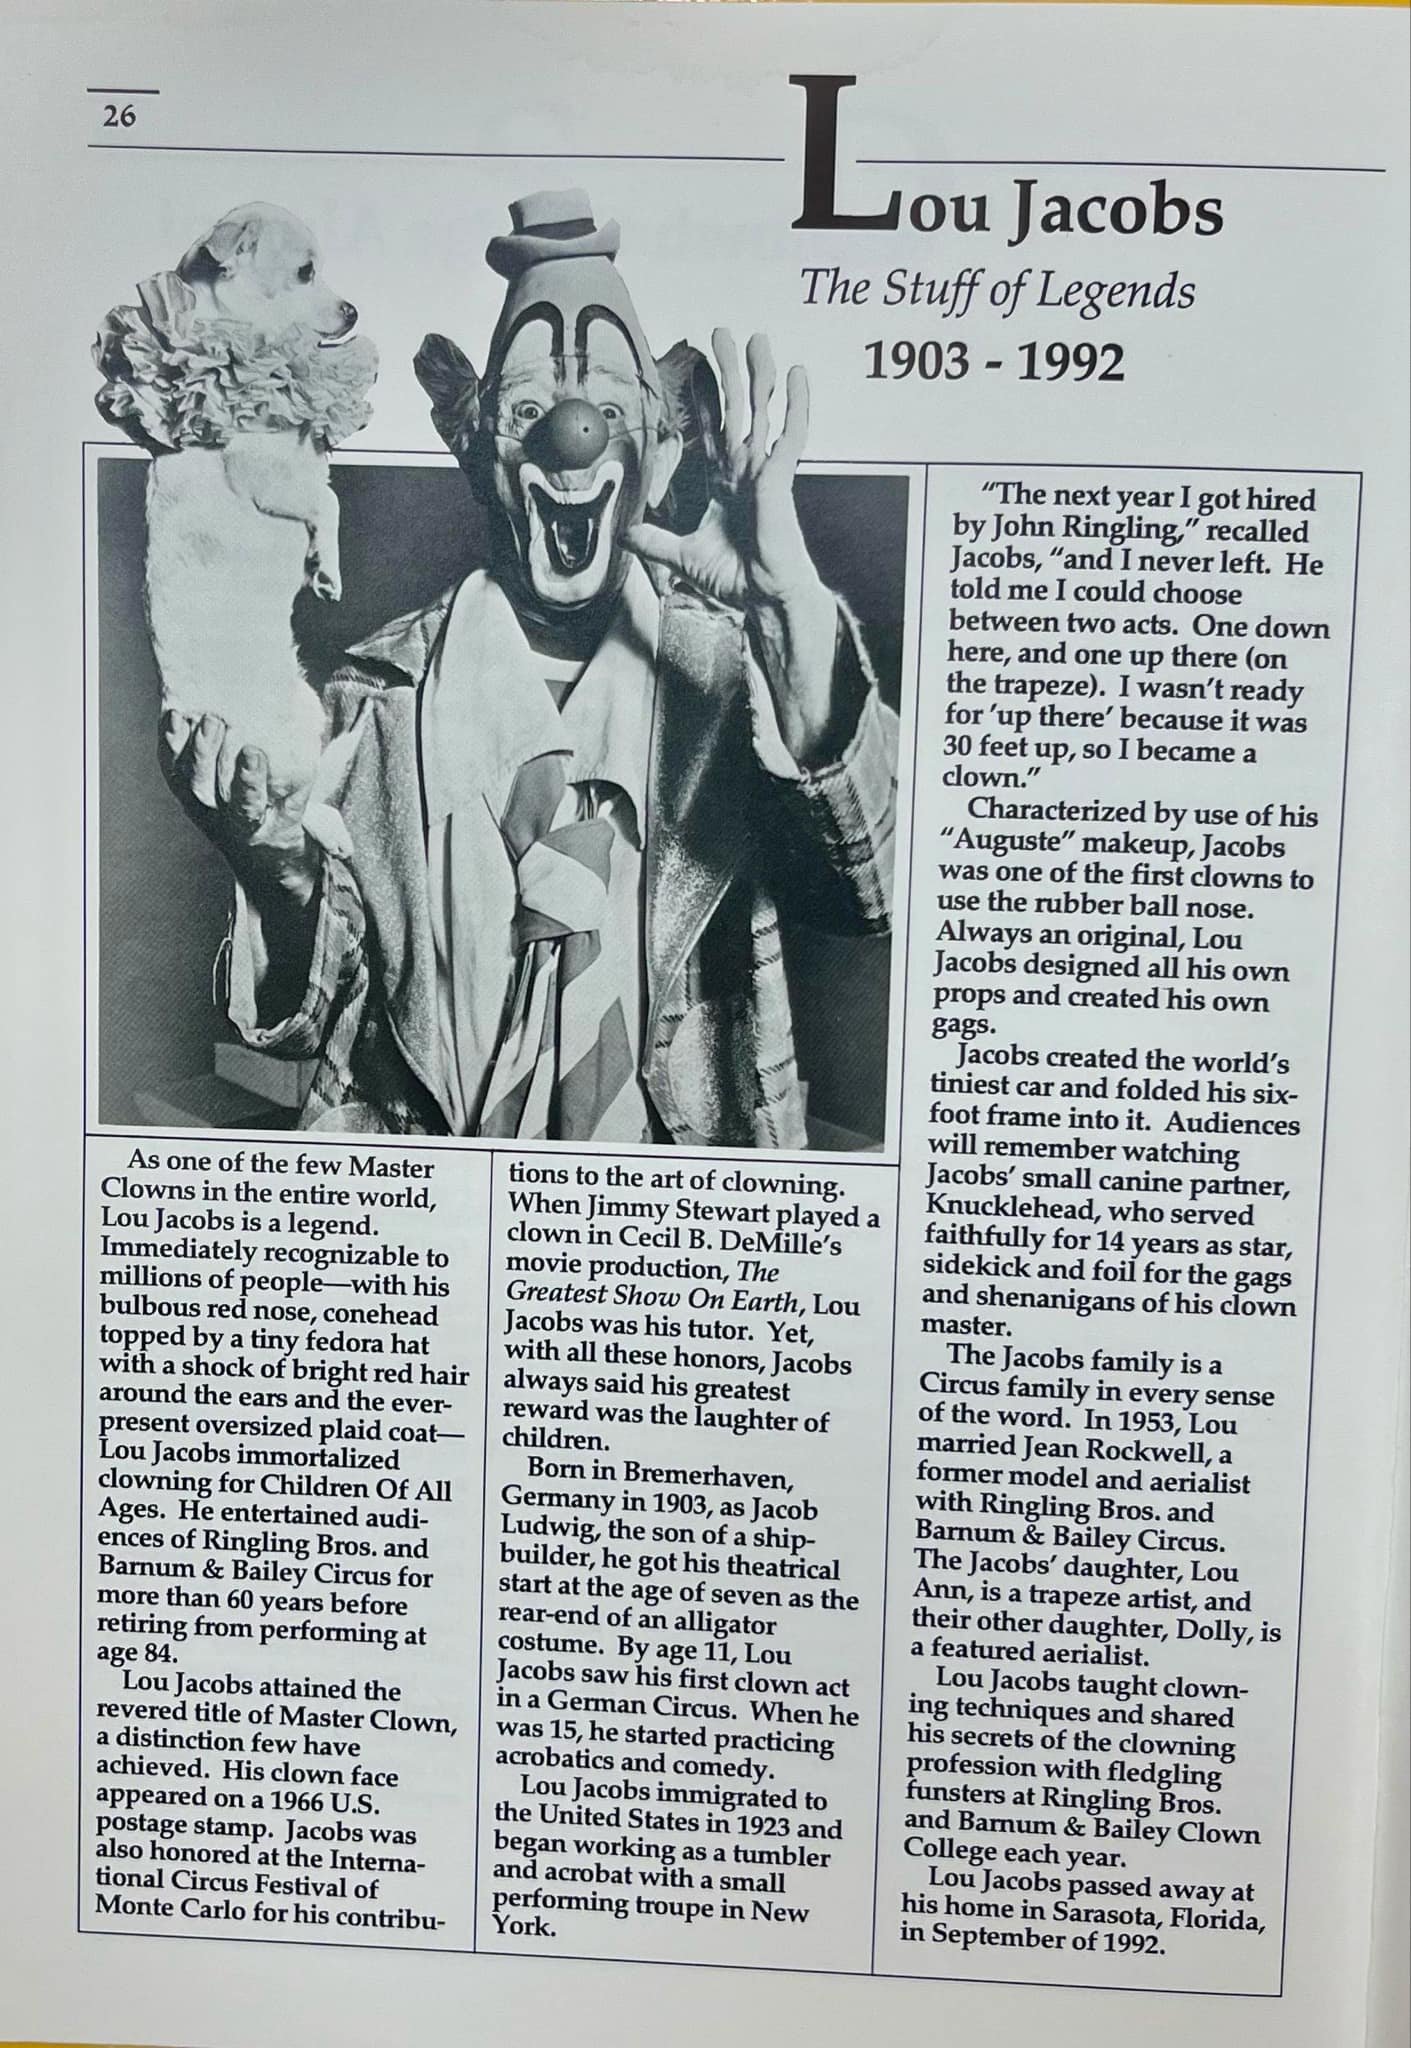 26
Lou Jacobs
The Stuff of Legends
1903 - 1992
As one of the few Master
Clowns in the entire world,
Lou Jacobs is a legend.
Immediately recognizable to
millions of people—with his
bulbous red nose, conehead
topped by a tiny fedora hat
with a shock of bright red hair
around the ears and the ever-
present oversized plaid coat—
Lou Jacobs immortalized
clowning for Children Of All
Ages. He entertained audi-
ences of Ringling Bros. and
Barnum & Bailey Circus for
more than 60 years before
retiring from performing at
age 84.
Lou Jacobs attained the
revered title of Master Clown,
a distinction few have
achieved. His clown face
appeared on a 1966 U.S.
postage stamp. Jacobs was
also honored at the Interna-
tional Circus Festival of
Monte Carlo for his contribu-
tions to the art of clowning.
When Jimmy Stewart played a
clown in Cecil B. DeMille's
movie production, The
Greatest Show On Earth, Lou
Jacobs was his tutor. Yet,
with all these honors, Jacobs
always said his greatest
reward was the laughter of
children.
Born in Bremerhaven,
Germany in 1903, as Jacob
Ludwig, the son of a ship-
builder, he got his theatrical
start at the age of seven as the
rear-end of an alligator
costume. By age 11, Lou
Jacobs saw his first clown act
in a German Circus. When he
was 15, he started practicing
acrobatics and comedy.
Lou Jacobs immigrated to
the United States in 1923 and
began working as a tumbler
and acrobat with a small
performing troupe in New
York.
"The next year I got hired
by John Ringling," recalled
Jacobs, "and I never left. He
told me I could choose
between two acts. One down
here, and one up there (on
the trapeze). I wasn't ready
for 'up there' because it was
30 feet up, so I became a
clown."
Characterized by use of his
"Auguste" makeup, Jacobs
was one of the first clowns to
use the rubber ball nose.
Always an original, Lou
Jacobs designed all his own
props and created his own
gags.
Jacobs created the world's
tiniest car and folded his six-
foot frame into it. Audiences
will remember watching
Jacobs' small canine partner,
Knucklehead, who served
faithfully for 14 years as star,
sidekick and foil for the gags
and shenanigans of his clown
master.
The Jacobs family is a
Circus family in every sense
of the word. In 1953, Lou
married Jean Rockwell, a
former model and aerialist
with Ringling Bros. and
Barnum & Bailey Circus.
The Jacobs' daughter, Lou
Ann, is a trapeze artist, and
their other daughter, Dolly, is
a featured aerialist.
Lou Jacobs taught clown-
ing techniques and shared
his secrets of the clowning
profession with fledgling
funsters at Ringling Bros.
and Barnum & Bailey Clown
College each year.
Lou Jacobs passed away at
his home in Sarasota, Florida,
in September of 1992.